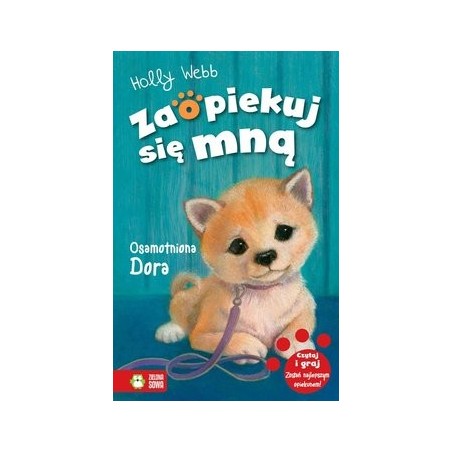 Holly Webb
Zaopiekuj
się mną
Osamotniona
Dora
Czytaj
i graj
Zostań najlepszym
opiekunem!
ZIELONA
SOWA